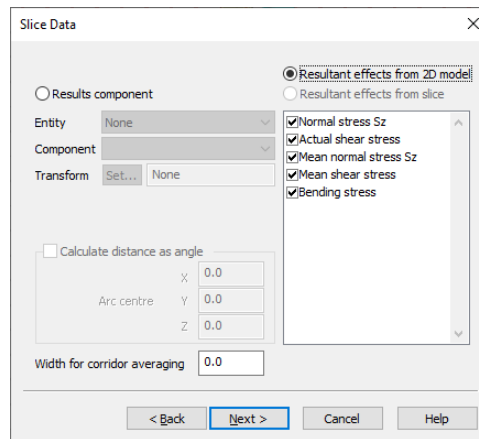 Slice Data
Resultant effects from 2D model
Results component
Resultant effects from slice
Entity None
Component
Transform Set... None
Normal stress Sz
Actual shear stress
Mean normal stress Sz
Mean shear stress
Bending stress
Calculate distance as angle
X 0.0
Arc centre Y 0.0
Z 0.0
Width for corridor averaging 0.0
< Back Next > Cancel Help